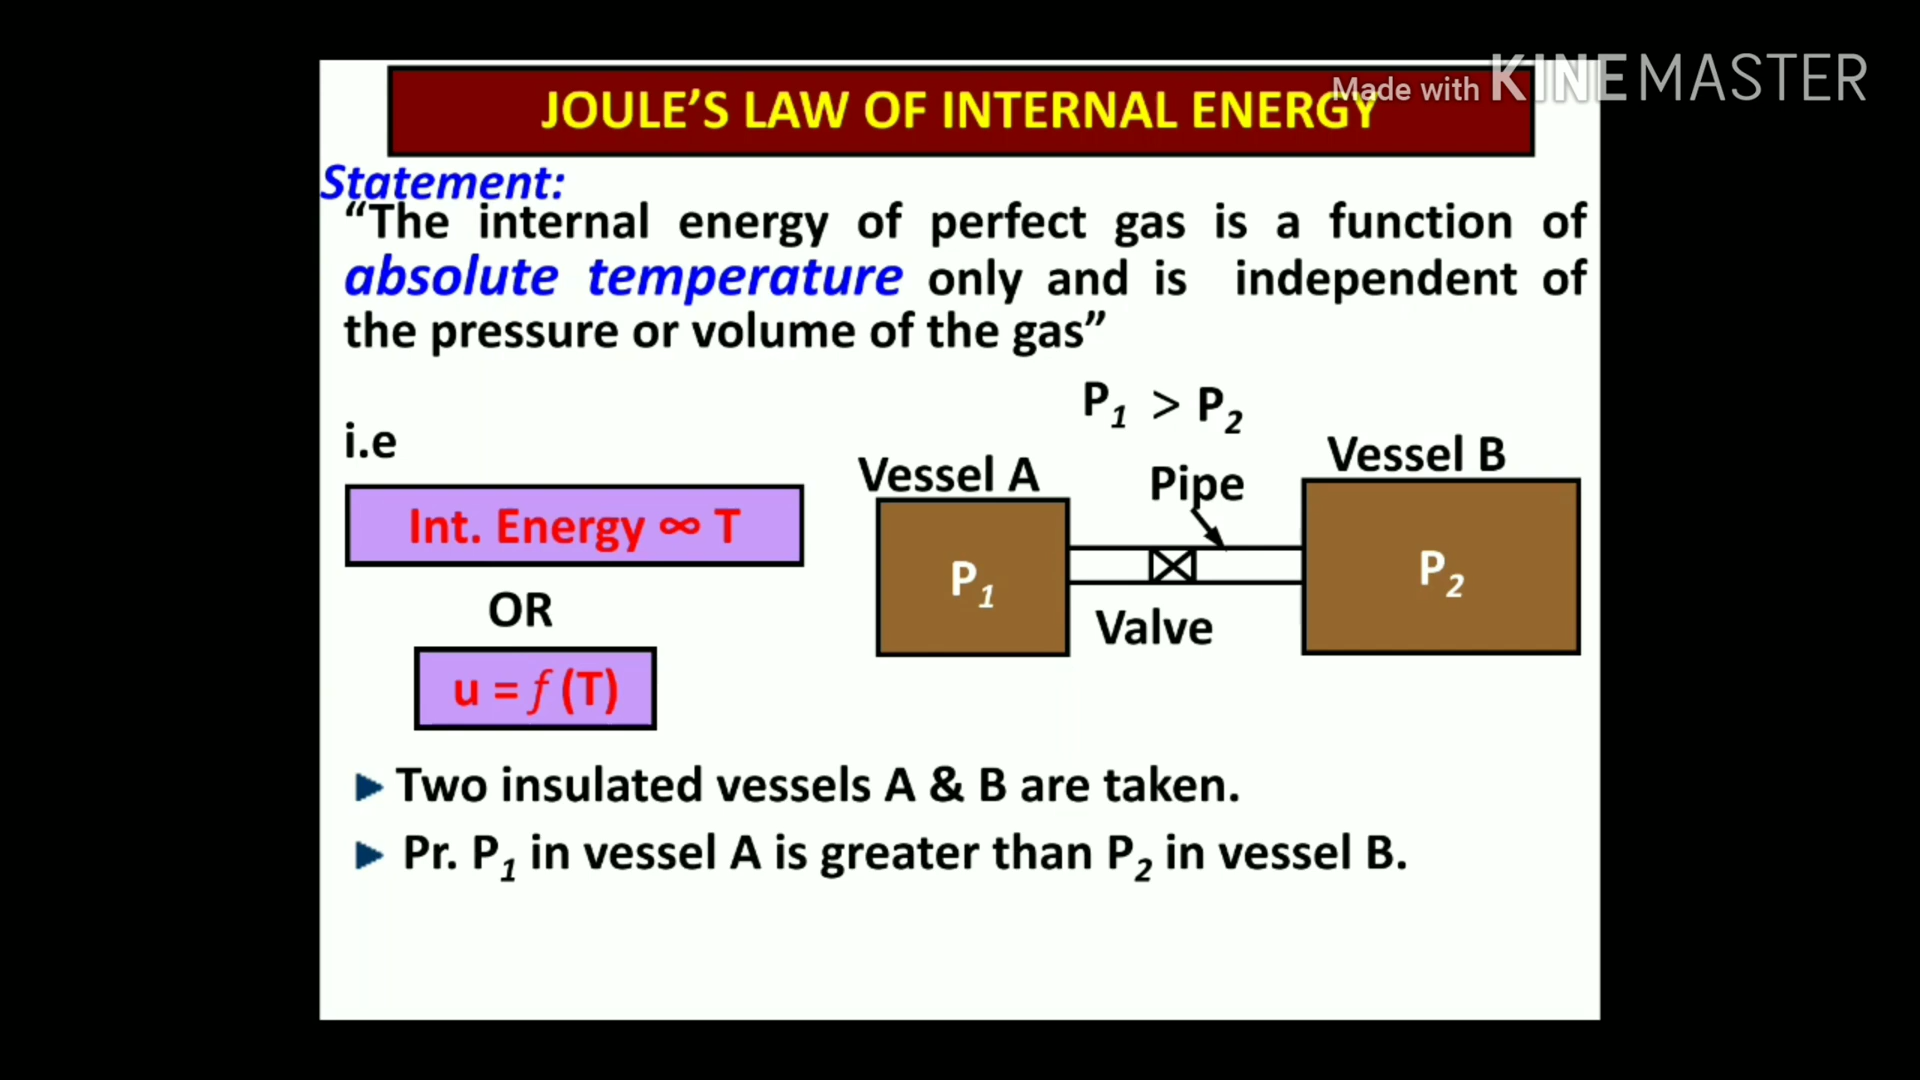 Made with KINEMASTER
JOULE’S LAW OF INTERNAL ENERGY
Statement:
“The internal energy of perfect gas is a function of
absolute temperature only and is independent of
the pressure or volume of the gas”
i.e
Int. Energy ∞ T
OR
u = f (T)
P₁ > P₂
Vessel A
Pipe
Vessel B
P₁
P₂
Valve
► Two insulated vessels A & B are taken.
► Pr. P₁ in vessel A is greater than P₂ in vessel B.